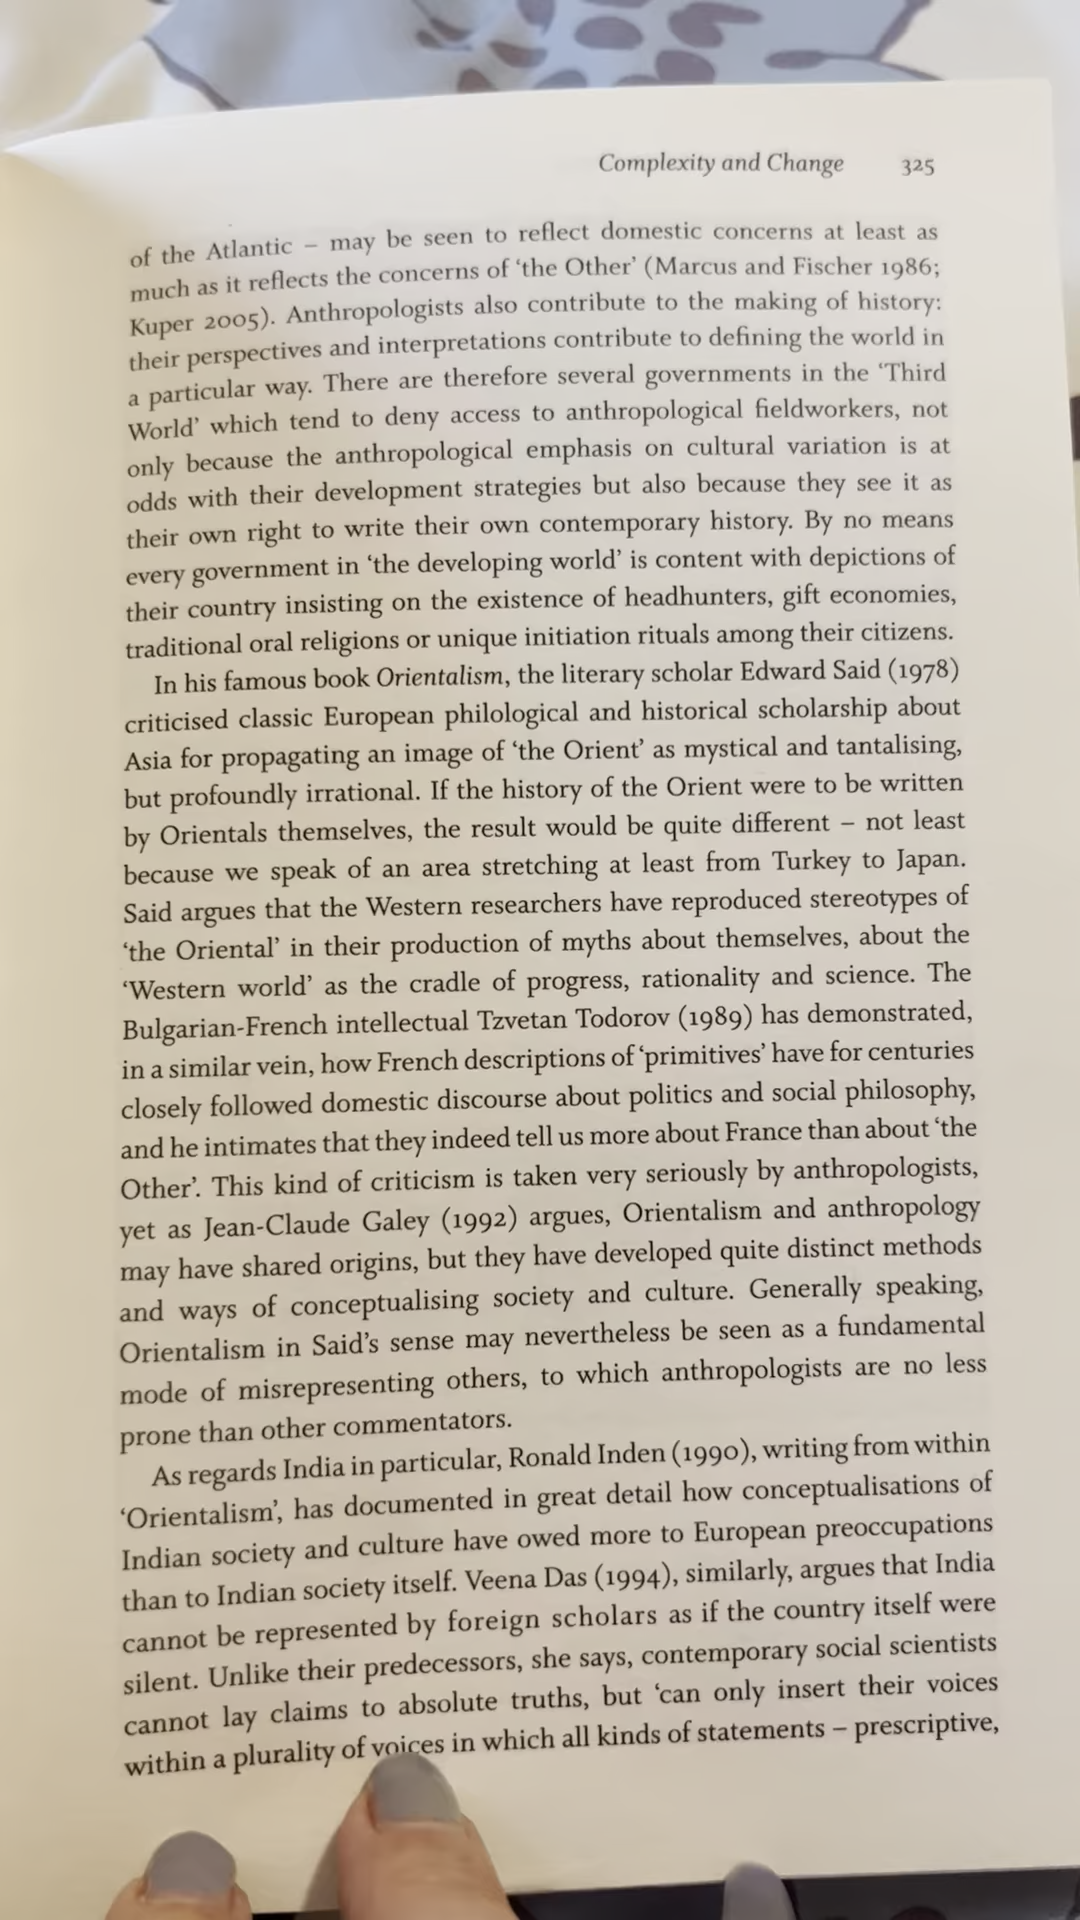 Complexity and Change 325
of the Atlantic – may be seen to reflect domestic concerns at least as
much as it reflects the concerns of ‘the Other’ (Marcus and Fischer 1986;
Kuper 2005). Anthropologists also contribute to the making of history:
their perspectives and interpretations contribute to defining the world in
a particular way. There are therefore several governments in the ‘Third
World’ which tend to deny access to anthropological fieldworkers, not
only because the anthropological emphasis on cultural variation is at
odds with their development strategies but also because they see it as
their own right to write their own contemporary history. By no means
every government in ‘the developing world’ is content with depictions of
their country insisting on the existence of headhunters, gift economies,
traditional oral religions or unique initiation rituals among their citizens.
In his famous book Orientalism, the literary scholar Edward Said (1978)
criticised classic European philological and historical scholarship about
Asia for propagating an image of ‘the Orient’ as mystical and tantalising,
but profoundly irrational. If the history of the Orient were to be written
by Orientals themselves, the result would be quite different – not least
because we speak of an area stretching at least from Turkey to Japan.
Said argues that the Western researchers have reproduced stereotypes of
‘the Oriental’ in their production of myths about themselves, about the
‘Western world’ as the cradle of progress, rationality and science. The
Bulgarian-French intellectual Tzvetan Todorov (1989) has demonstrated,
in a similar vein, how French descriptions of ‘primitives’ have for centuries
closely followed domestic discourse about politics and social philosophy,
and he intimates that they indeed tell us more about France than about ‘the
Other’. This kind of criticism is taken very seriously by anthropologists,
yet as Jean-Claude Galey (1992) argues, Orientalism and anthropology
may have shared origins, but they have developed quite distinct methods
and ways of conceptualising society and culture. Generally speaking,
Orientalism in Said’s sense may nevertheless be seen as a fundamental
mode of misrepresenting others, to which anthropologists are no less
prone than other commentators.
As regards India in particular, Ronald Inden (1990), writing from within
‘Orientalism’, has documented in great detail how conceptualisations of
Indian society and culture have owed more to European preoccupations
than to Indian society itself. Veena Das (1994), similarly, argues that India
cannot be represented by foreign scholars as if the country itself were
silent. Unlike their predecessors, she says, contemporary social scientists
cannot lay claims to absolute truths, but ‘can only insert their voices
within a plurality of voices in which all kinds of statements – prescriptive,